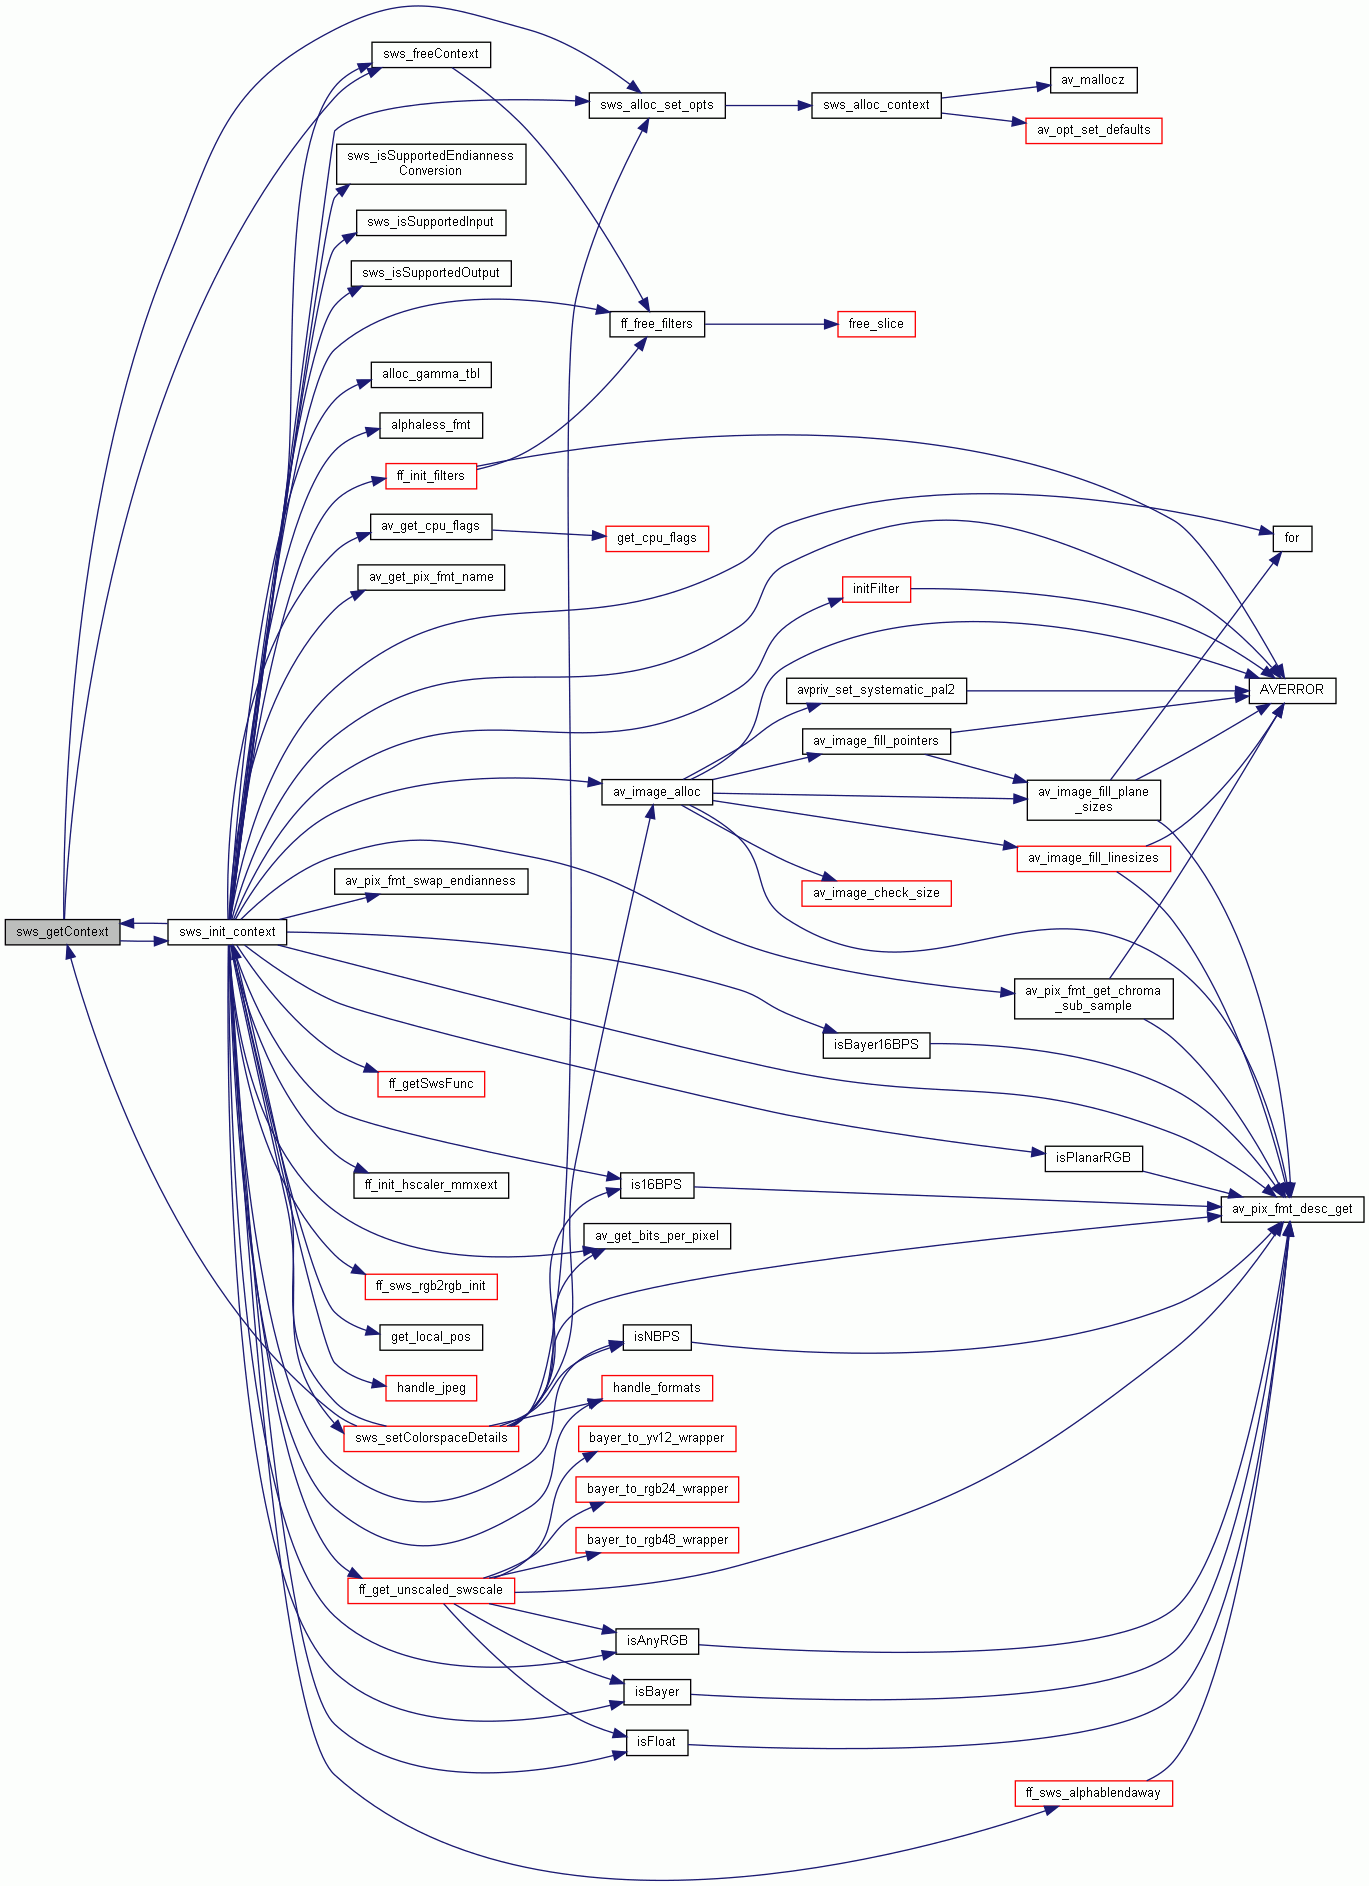 sws_freeContext
av_mallocz
sws_alloc_set_opts
sws_alloc_context
av_opt_set_defaults
sws_isSupportedEndianness
Conversion
sws_isSupportedInput
sws_isSupportedOutput
ff_free_filters
free_slice
alloc_gamma_tbl
alphaless_fmt
ff_init_filters
av_get_cpu_flags
get_cpu_flags
for
av_get_pix_fmt_name
initFilter
avpriv_set_systematic_pal2
AVERROR
av_image_fill_pointers
av_image_alloc
av_image_fill_plane
_sizes
av_image_fill_linesizes
av_pix_fmt_swap_endianness
av_image_check_size
sws_getContext
sws_init_context
av_pix_fmt_get_chroma
_sub_sample
isBayer16BPS
ff_getSwsFunc
isPlanarRGB
ff_init_hscaler_mmxext
is16BPS
av_pix_fmt_desc_get
av_get_bits_per_pixel
ff_sws_rgb2rgb_init
get_local_pos
isNBPS
handle_jpeg
handle_formats
sws_setColorspaceDetails
bayer_to_yv12_wrapper
bayer_to_rgb24_wrapper
bayer_to_rgb48_wrapper
ff_get_unscaled_swscale
isAnyRGB
isBayer
isFloat
ff_sws_alphablendaway